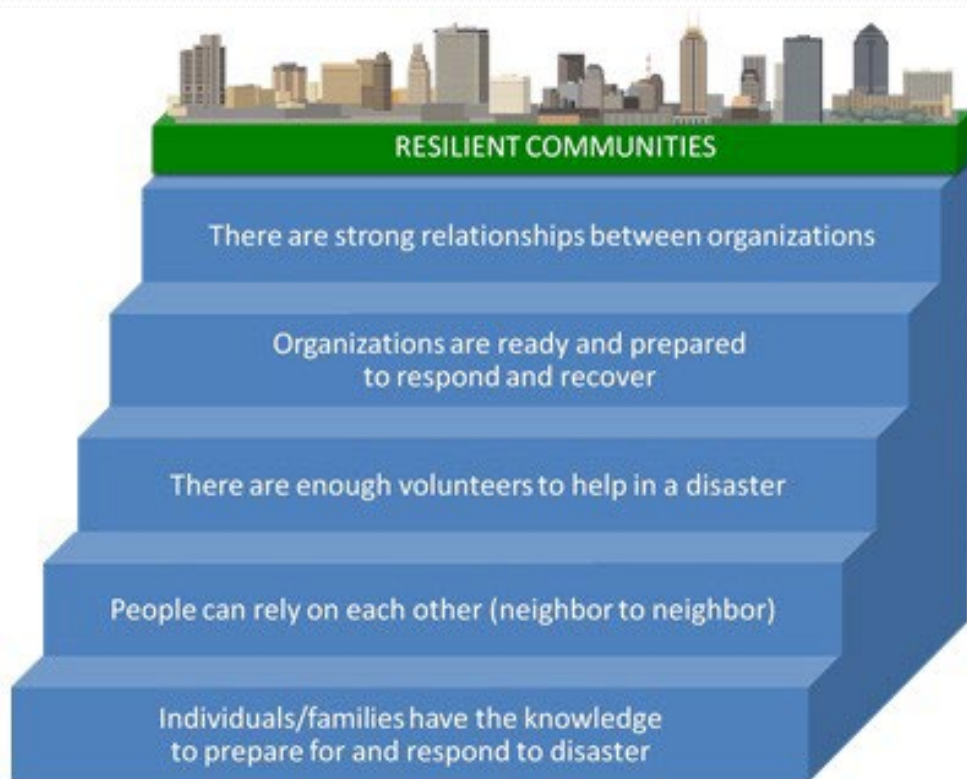 RESILIENT COMMUNITIES
There are strong relationships between organizations
Organizations are ready and prepared
to respond and recover
There are enough volunteers to help in a disaster
People can rely on each other (neighbor to neighbor)
Individuals/families have the knowledge
to prepare for and respond to disaster